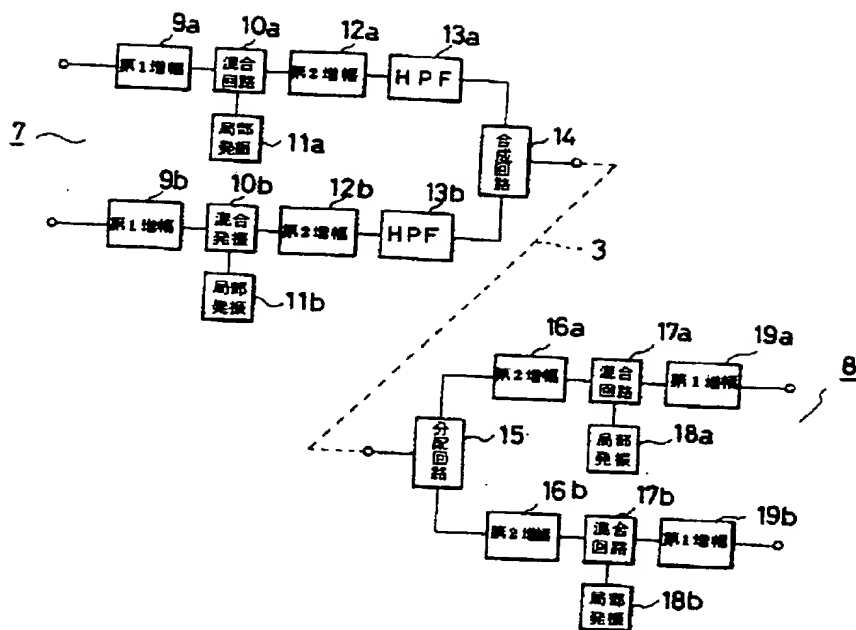 9a
10a
12a
13a
第1増幅
混合
回路
第2増幅
HPF
7
局部
発振
11a
合成回路
14
9b
10b
12b
13b
第1増幅
混合
発振
第2増幅
HPF
局部
発振
11b
3
16a
17a
19a
第2増幅
混合
回路
第1増幅
8
分配回路
15
局部
発振
18a
16b
17b
19b
第2増幅
混合
回路
第1増幅
局部
発振
18b